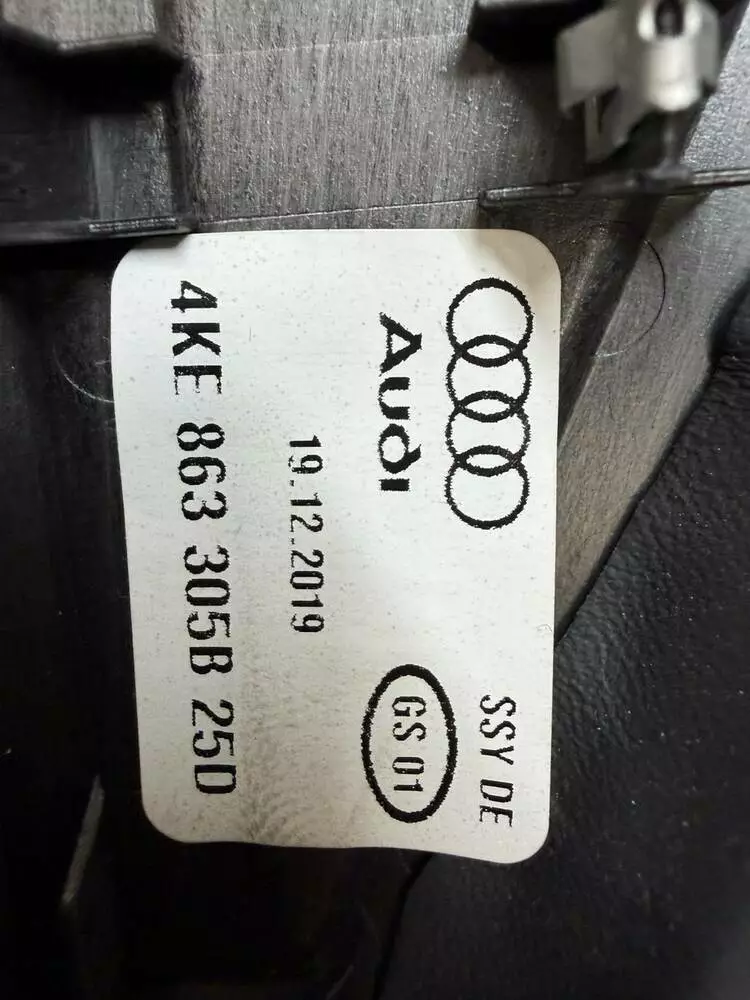 AUDI
SSY DE
GS 01
19.12.2019
4KE 863 305B 25D